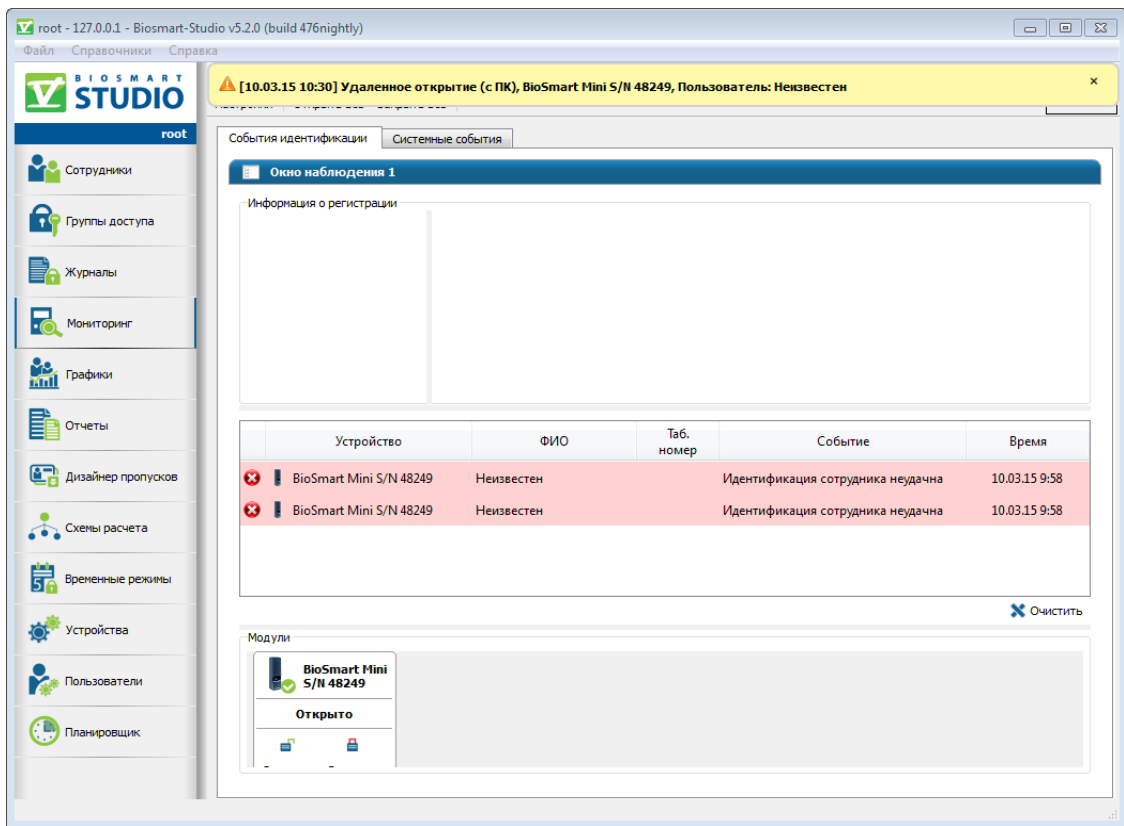 root - 127.0.0.1 - Biosmart-Studio v5.2.0 (build 476nightly)
Файл Справочники Справка
BIOSMART
STUDIO
[10.03.15 10:30] Удаленное открытие (с ПК), BioSmart Mini S/N 48249, Пользователь: Неизвестен
root
События идентификации Системные события
Сотрудники
Окно наблюдения 1
Информация о регистрации
Группы доступа
Журналы
Мониторинг
Графики
Отчеты
Дизайнер пропусков
Схемы расчета
Временные режимы
Устройства
Пользователи
Планировщик
Устройство ФИО Таб. номер Событие Время
BioSmart Mini S/N 48249 Неизвестен Идентификация сотрудника неудачна 10.03.15 9:58
BioSmart Mini S/N 48249 Неизвестен Идентификация сотрудника неудачна 10.03.15 9:58
Очистить
Модули
BioSmart Mini
S/N 48249
Открыто